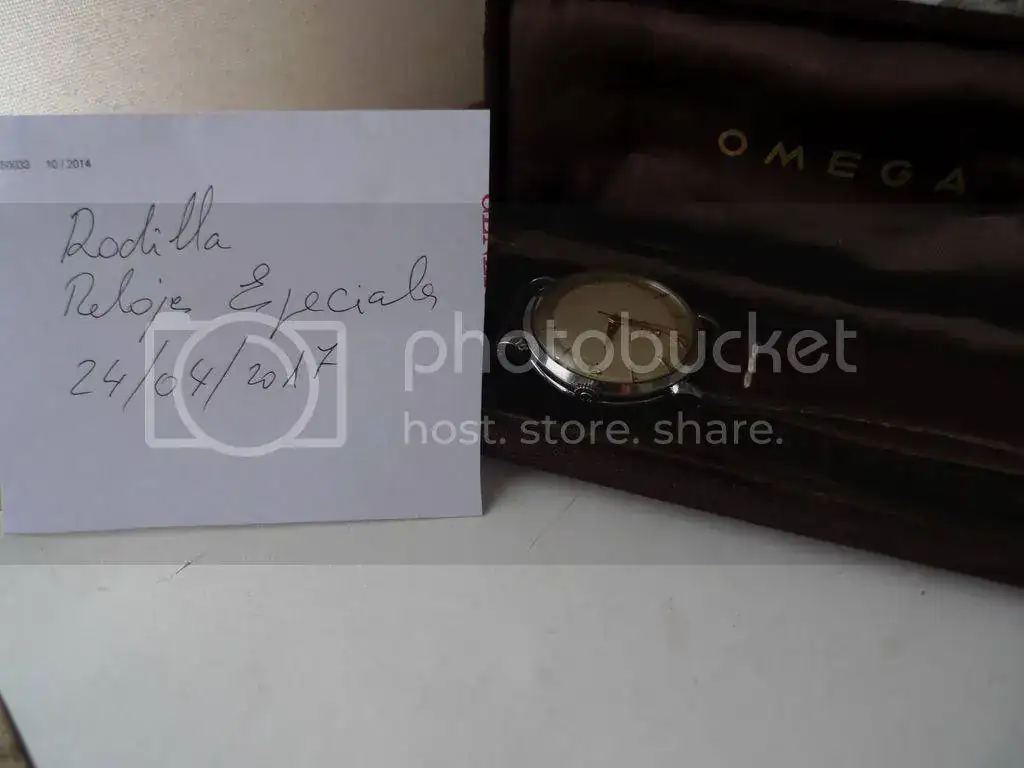 10 / 2014
Rodilla
Relojes Especiales
24/04/2017
OMEGA
photobucket
host. store. share.